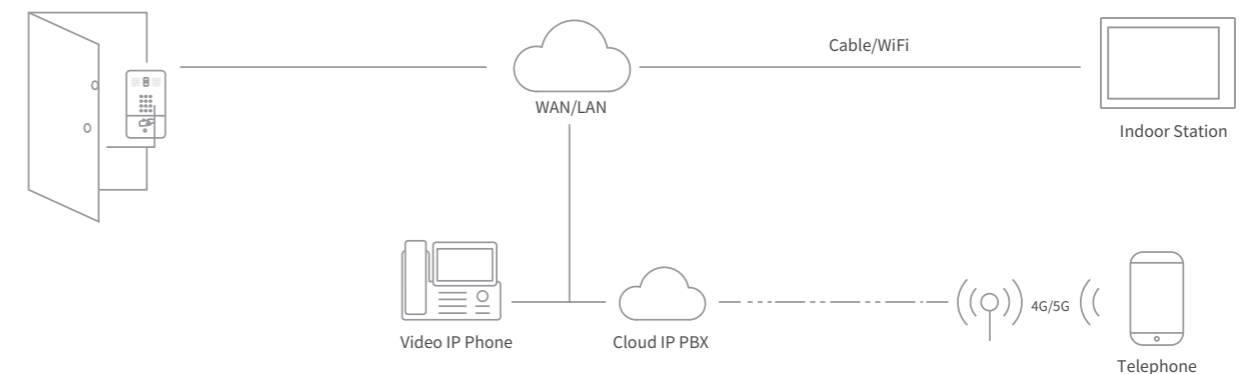 Cable/WiFi
WAN/LAN
Indoor Station
4G/5G
Video IP Phone
Cloud IP PBX
Telephone